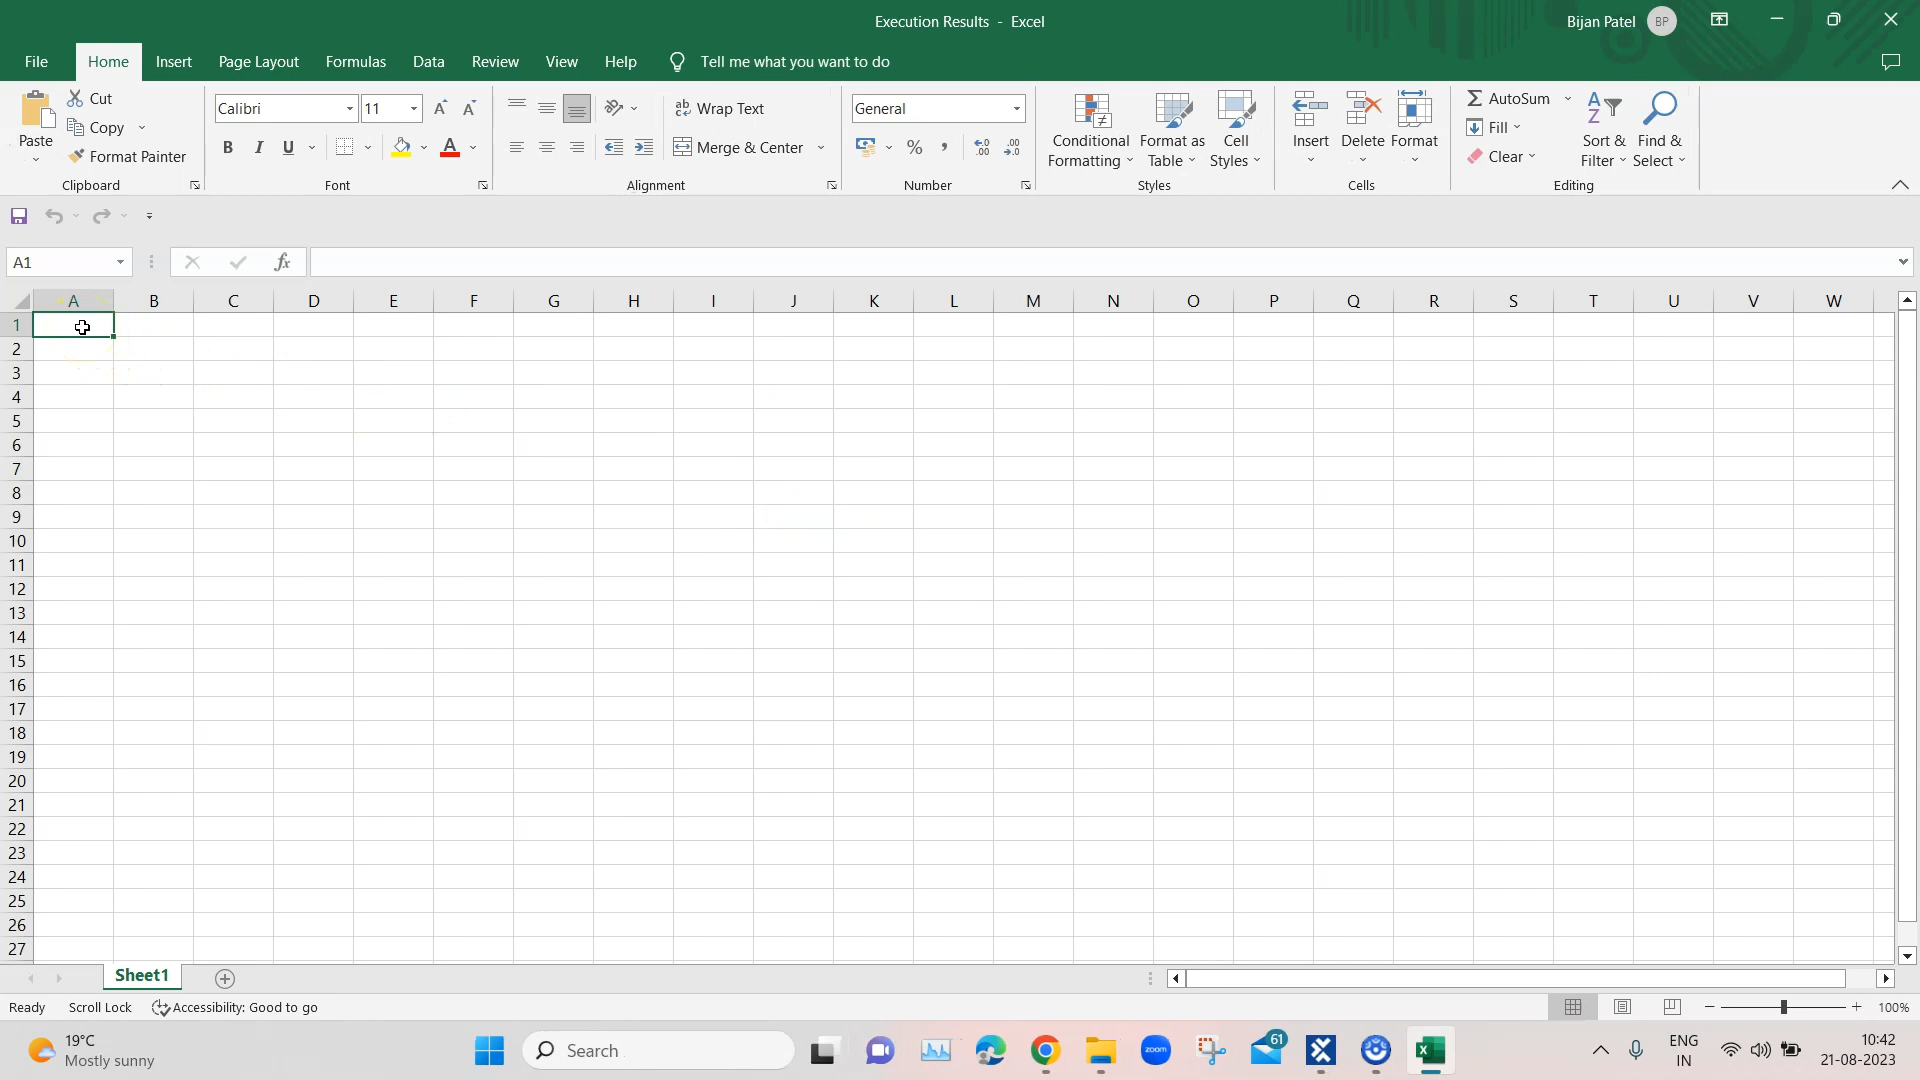 Execution Results - Excel
Bijan Patel BP
File Home Insert Page Layout Formulas Data Review View Help Tell me what you want to do
Paste
Cut
Copy
Format Painter
Clipboard
Calibri 11 A A
B I U A
Font
ab Wrap Text
Merge & Center
Alignment
General
% ,
Number
Conditional Formatting
Format as Table
Cell Styles
Styles
Insert Delete Format
Cells
AutoSum
Fill
Clear
Sort & Filter
Find & Select
Editing
A1 fx
A B C D E F G H I J K L M N O P Q R S T U V W
1
2
3
4
5
6
7
8
9
10
11
12
13
14
15
16
17
18
19
20
21
22
23
24
25
26
27
Sheet1
Ready Scroll Lock Accessibility: Good to go 100%
19°C
Mostly sunny
Search
zoom
61
ENG
IN
10:42
21-08-2023